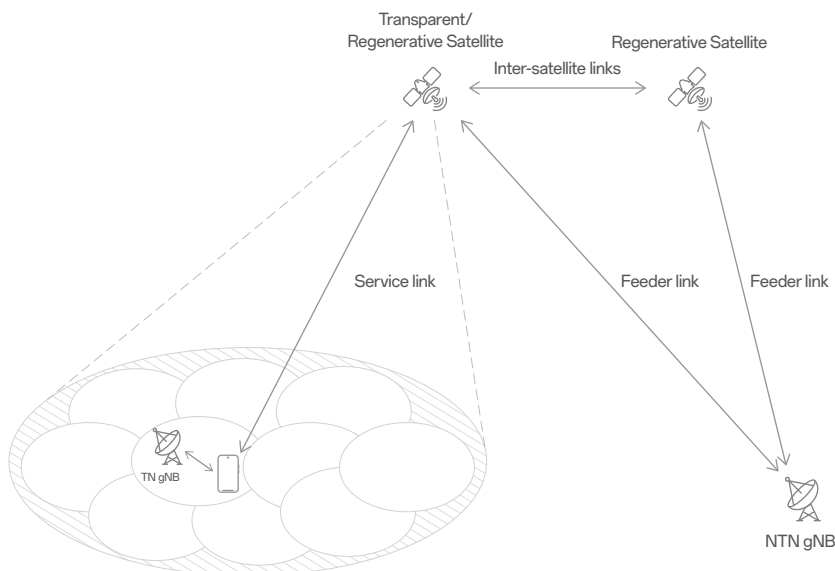 Transparent/
Regenerative Satellite
Regenerative Satellite
Inter-satellite links
Service link
Feeder link
Feeder link
TN gNB
NTN gNB